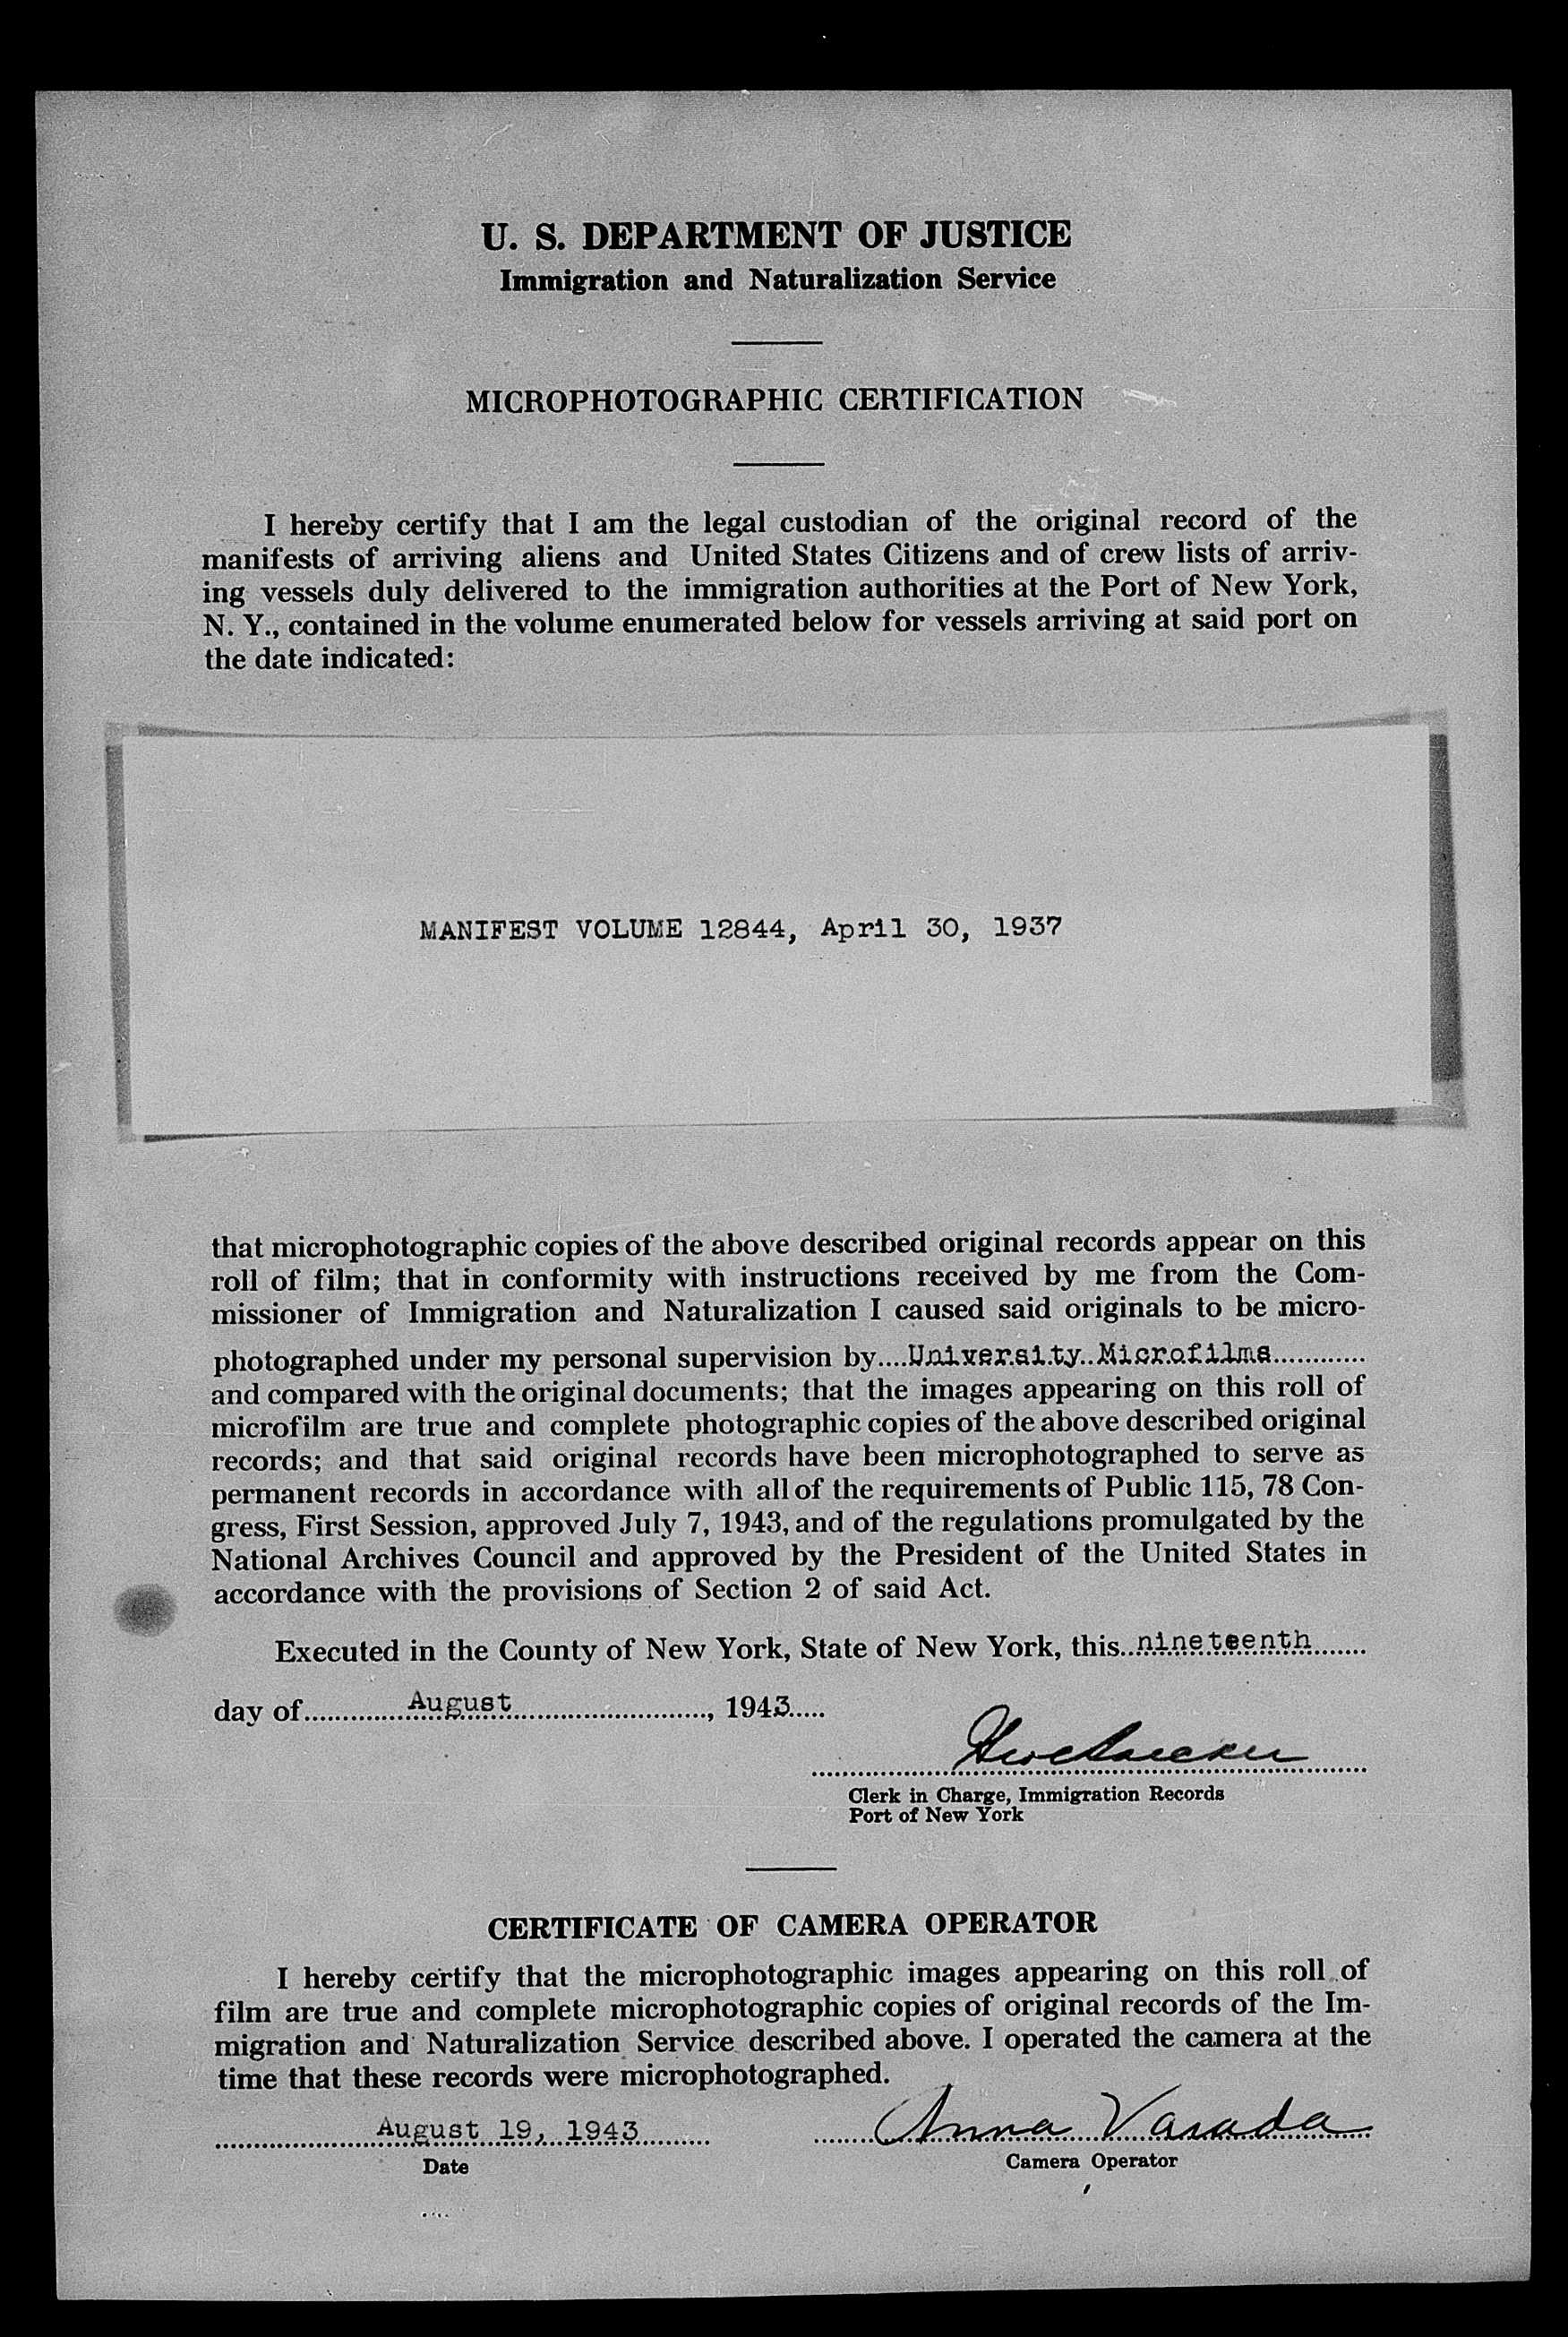 U. S. DEPARTMENT OF JUSTICE
Immigration and Naturalization Service
MICROPHOTOGRAPHIC CERTIFICATION
I hereby certify that I am the legal custodian of the original record of the
manifests of arriving aliens and United States Citizens and of crew lists of arriv-
ing vessels duly delivered to the immigration authorities at the Port of New York,
N. Y., contained in the volume enumerated below for vessels arriving at said port on
the date indicated:
MANIFEST VOLUME 12844, April 30, 1937
that microphotographic copies of the above described original records appear on this
roll of film; that in conformity with instructions received by me from the Com-
missioner of Immigration and Naturalization I caused said originals to be micro-
photographed under my personal supervision by....University Microfilms............
and compared with the original documents; that the images appearing on this roll of
microfilm are true and complete photographic copies of the above described original
records; and that said original records have been microphotographed to serve as
permanent records in accordance with all of the requirements of Public 115, 78 Con-
gress, First Session, approved July 7, 1943, and of the regulations promulgated by the
National Archives Council and approved by the President of the United States in
accordance with the provisions of Section 2 of said Act.
Executed in the County of New York, State of New York, this..nineteenth.......
day of.............August........................., 1943.....
Clerk in Charge, Immigration Records
Port of New York
CERTIFICATE OF CAMERA OPERATOR
I hereby certify that the microphotographic images appearing on this roll of
film are true and complete microphotographic copies of original records of the Im-
migration and Naturalization Service described above. I operated the camera at the
time that these records were microphotographed.
August 19, 1943 Anna Varada
Date Camera Operator